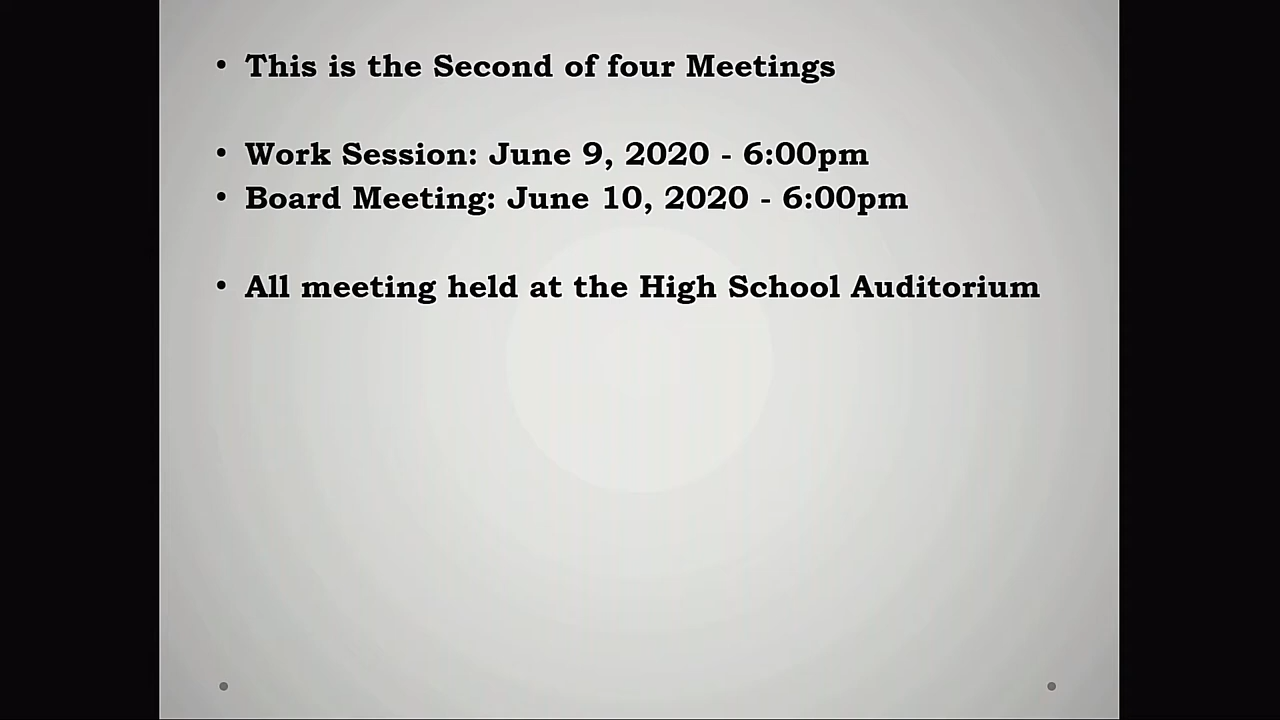 • This is the Second of four Meetings
• Work Session: June 9, 2020 - 6:00pm
• Board Meeting: June 10, 2020 - 6:00pm
• All meeting held at the High School Auditorium